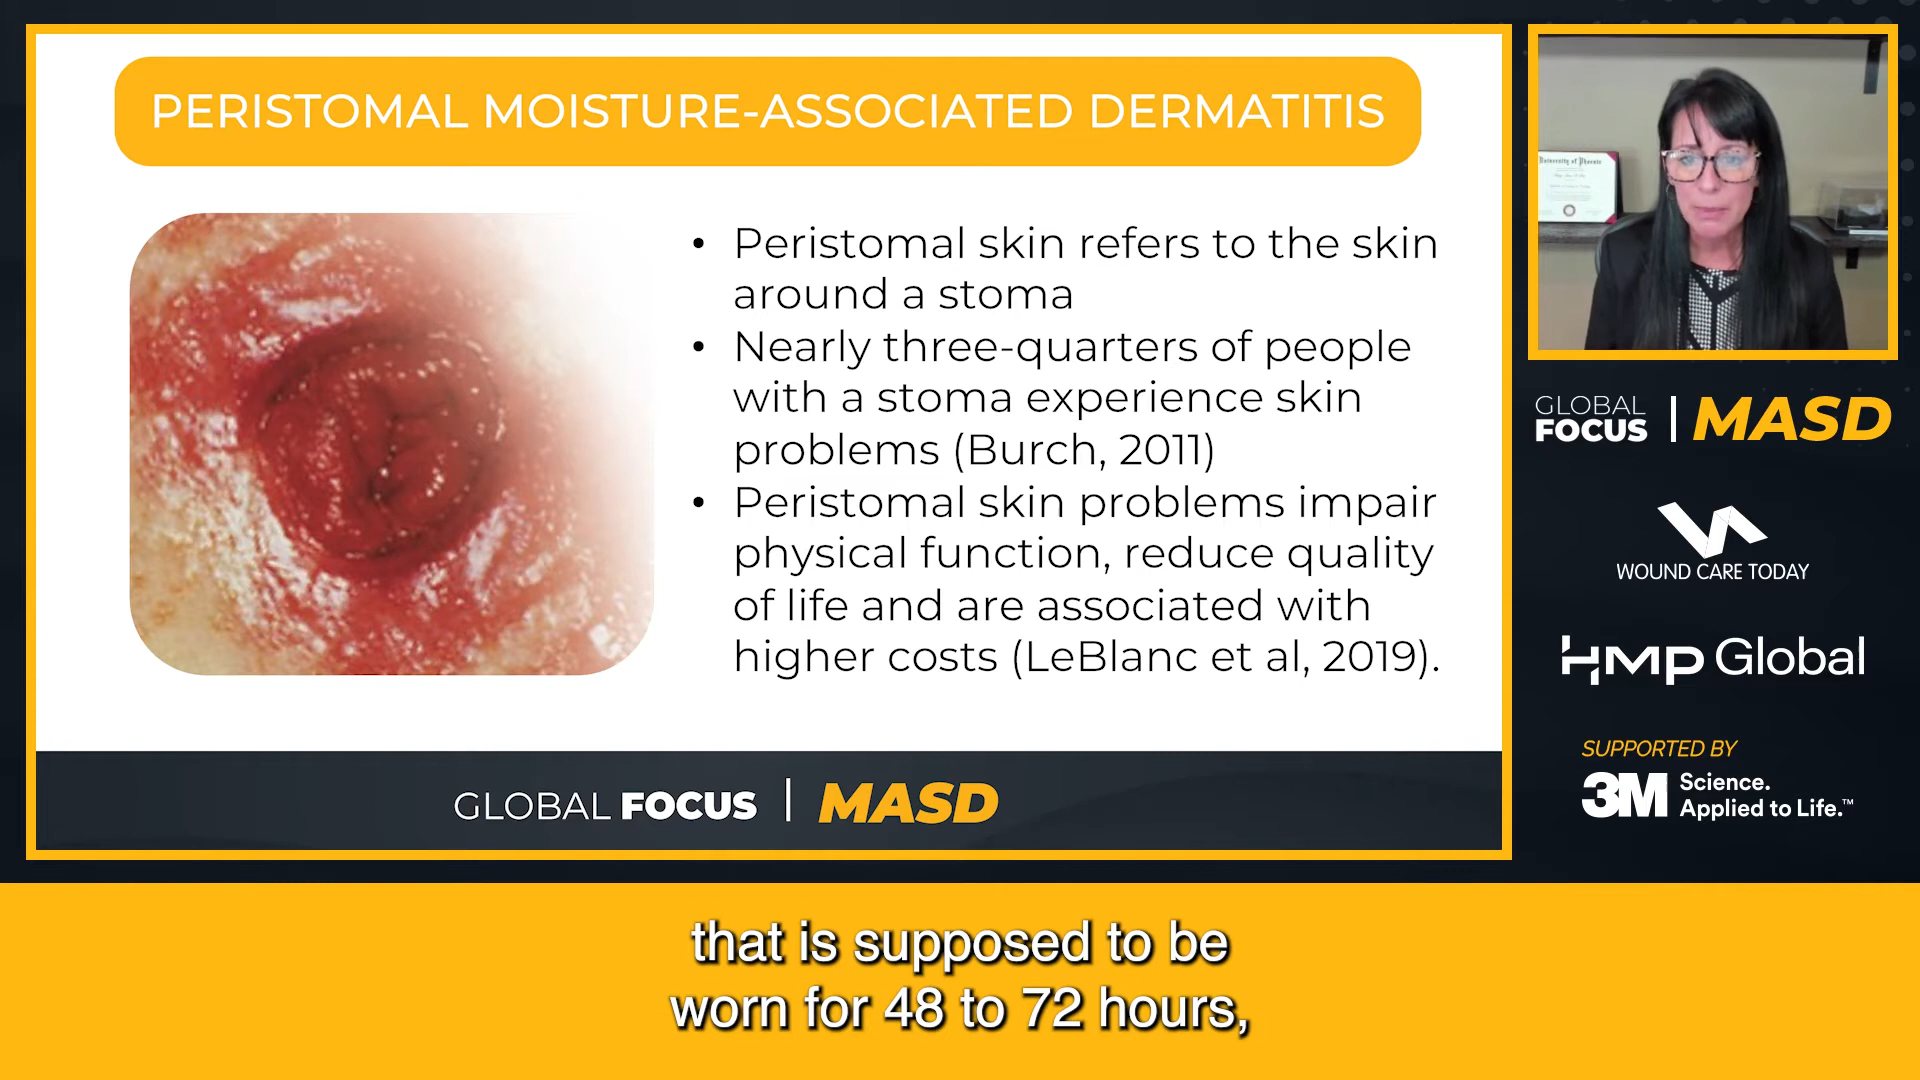 PERISTOMAL MOISTURE-ASSOCIATED DERMATITIS
• Peristomal skin refers to the skin
around a stoma
• Nearly three-quarters of people
with a stoma experience skin
problems (Burch, 2011)
• Peristomal skin problems impair
physical function, reduce quality
of life and are associated with
higher costs (LeBlanc et al, 2019).
GLOBAL FOCUS | MASD
University of Phoenix
GLOBAL
FOCUS | MASD
WOUND CARE TODAY
HMP Global
SUPPORTED BY
3M Science.
Applied to Life.™
that is supposed to be
worn for 48 to 72 hours,